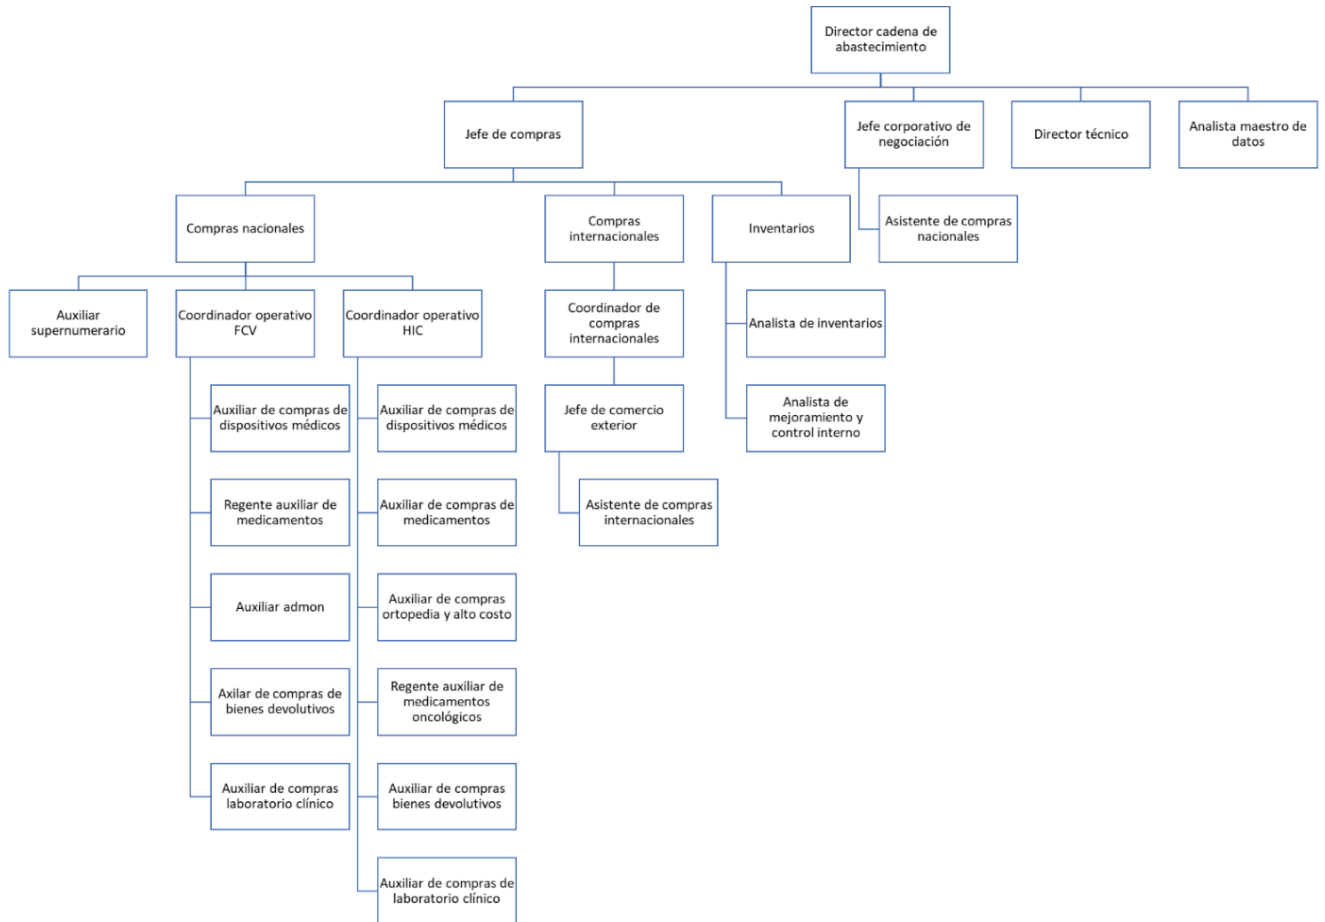 Director cadena de
abastecimiento
Jefe de compras
Jefe corporativo de
negociación
Director técnico
Analista maestro de
datos
Compras nacionales
Compras
internacionales
Inventarios
Asistente de compras
nacionales
Auxiliar
supernumerario
Coordinador operativo
FCV
Coordinador operativo
HIC
Coordinador de
compras
internacionales
Analista de inventarios
Auxiliar de compras de
dispositivos médicos
Auxiliar de compras de
dispositivos médicos
Jefe de comercio
exterior
Analista de
mejoramiento y
control interno
Regente auxiliar de
medicamentos
Auxiliar de compras de
medicamentos
Asistente de compras
internacionales
Auxiliar admon
Auxiliar de compras
ortopedia y alto costo
Axilar de compras de
bienes devolutivos
Regente auxiliar de
medicamentos
oncológicos
Auxiliar de compras
laboratorio clínico
Auxiliar de compras
bienes devolutivos
Auxiliar de compras de
laboratorio clínico